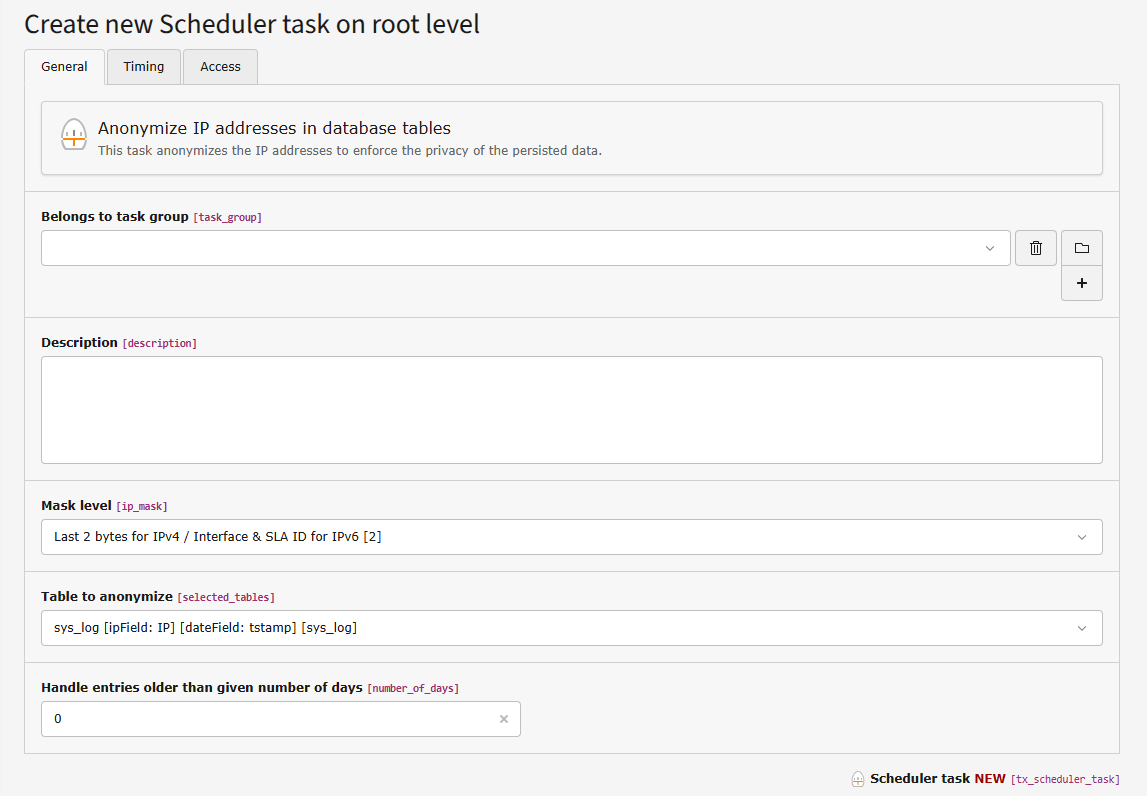 Create new Scheduler task on root level
General Timing Access
Anonymize IP addresses in database tables
This task anonymizes the IP addresses to enforce the privacy of the persisted data.
Belongs to task group [task_group]
Description [description]
Mask level [ip_mask]
Last 2 bytes for IPv4 / Interface & SLA ID for IPv6 [2]
Table to anonymize [selected_tables]
sys_log [ipField: IP] [dateField: tstamp] [sys_log]
Handle entries older than given number of days [number_of_days]
0
Scheduler task NEW [tx_scheduler_task]